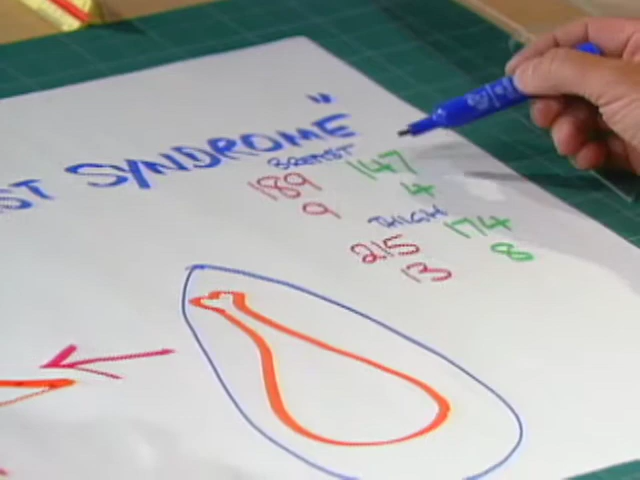 ST SYNDROME"
BREAST
189 147
9 4
THIGH
215 174
13 8